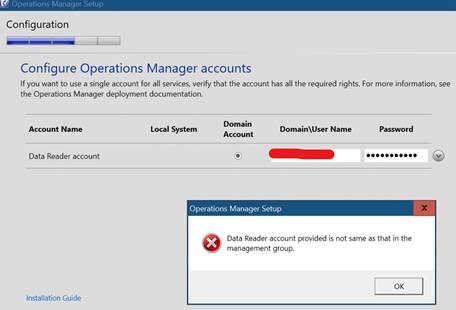 Operations Manager Setup
Configuration
Configure Operations Manager accounts
If you want to use a single account for all services, verify that the account has all the required rights. For more information, see
the Operations Manager deployment documentation.
Account Name Local System Domain Account Domain\User Name Password
Data Reader account ●●●●●●●●●●●
Operations Manager Setup
Data Reader account provided is not same as that in the
management group.
OK
Installation Guide